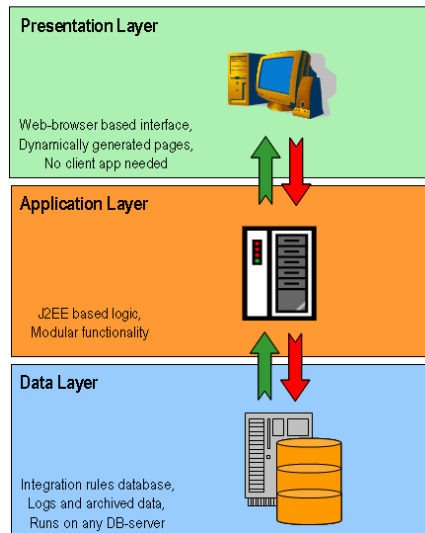 Presentation Layer
Web-browser based interface,
Dynamically generated pages,
No client app needed
Application Layer
J2EE based logic,
Modular functionality
Data Layer
Integration rules database,
Logs and archived data,
Runs on any DB-server